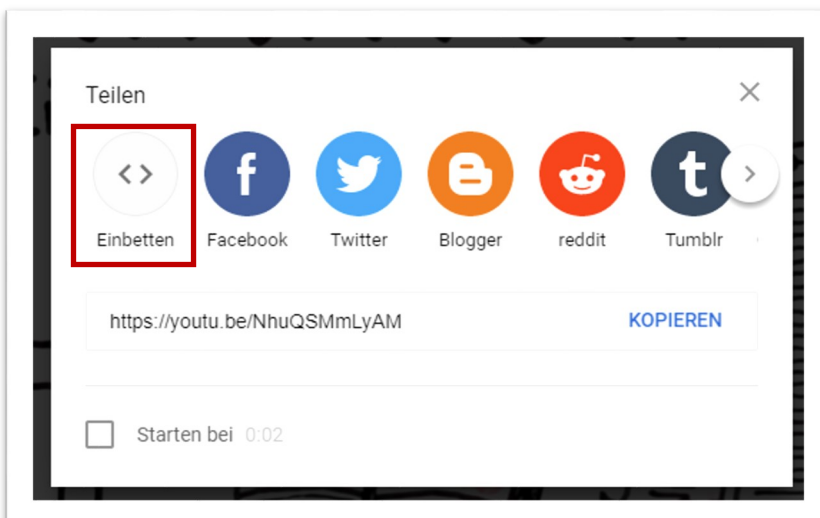 Teilen
Einbetten Facebook Twitter Blogger reddit Tumblr
https://youtu.be/NhuQSMmLyAM KOPIEREN
Starten bei 0:02